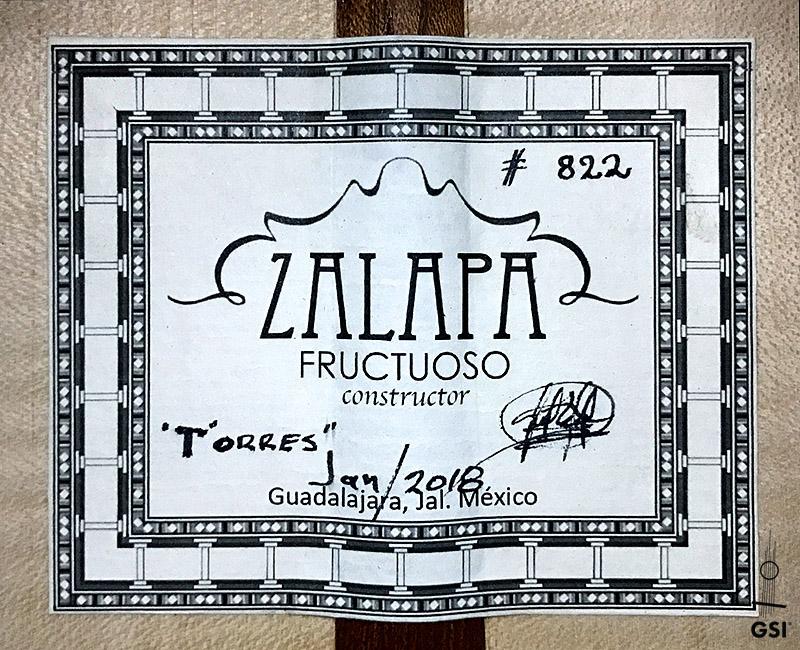 # 822
ZALAPA
FRUCTUOSO
constructor
"TORRES"
Jan/2018
Guadalajara, Jal. México
GSI